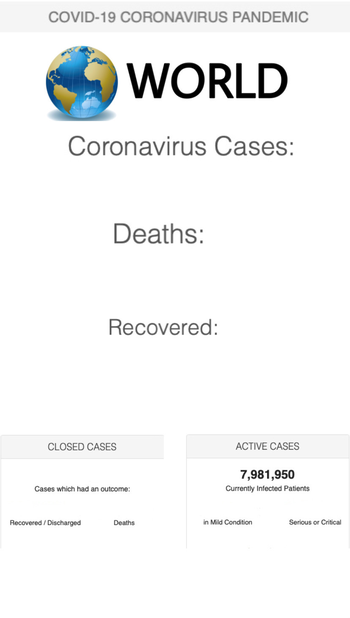 COVID-19 CORONAVIRUS PANDEMIC
WORLD
Coronavirus Cases:
Deaths:
Recovered:
CLOSED CASES
Cases which had an outcome:
Recovered / Discharged
Deaths
ACTIVE CASES
7,981,950
Currently Infected Patients
in Mild Condition
Serious or Critical